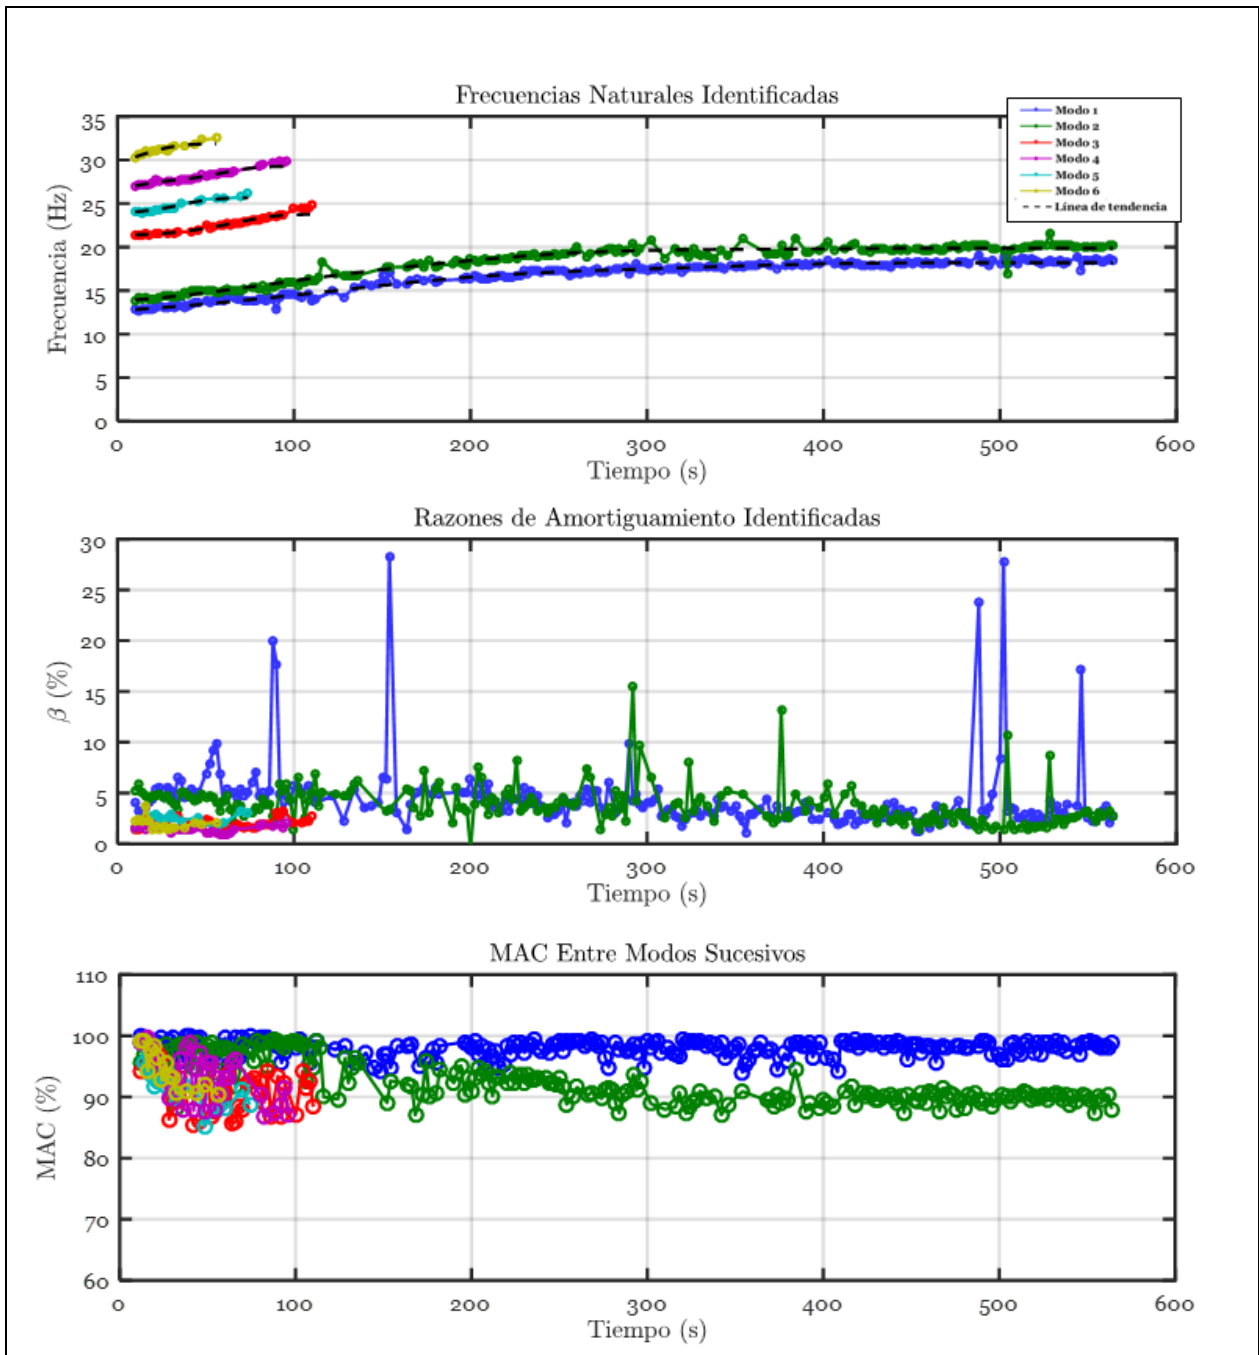 Frecuencias Naturales Identificadas
Modo 1
Modo 2
Modo 3
Modo 4
Modo 5
Modo 6
Línea de tendencia
Frecuencia (Hz)
35
30
25
20
15
10
5
0
0 100 200 300 400 500 600
Tiempo (s)
Razones de Amortiguamiento Identificadas
β (%)
30
25
20
15
10
5
0
0 100 200 300 400 500 600
Tiempo (s)
MAC Entre Modos Sucesivos
MAC (%)
110
100
90
80
70
60
0 100 200 300 400 500 600
Tiempo (s)